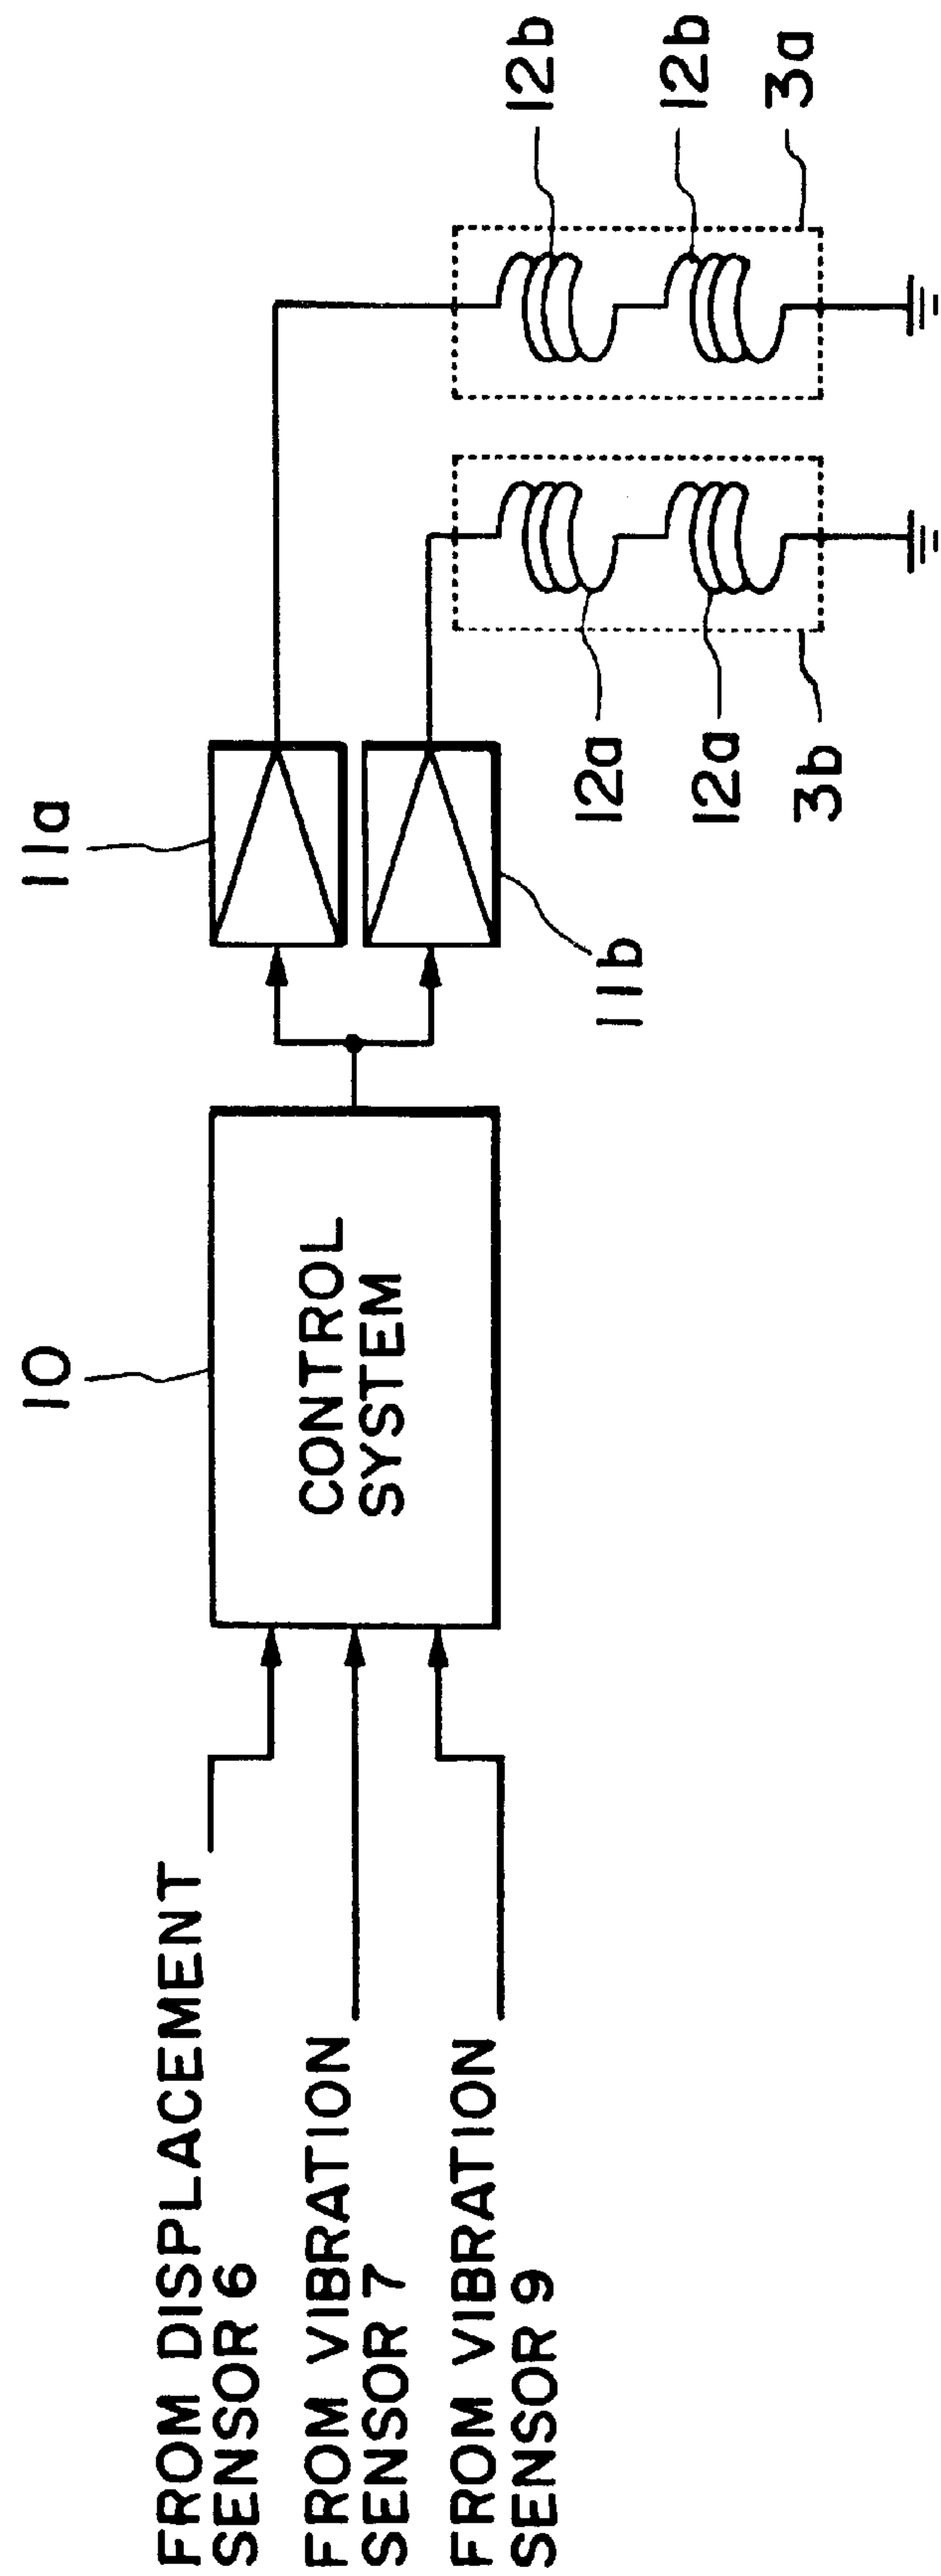 FROM DISPLACEMENT
SENSOR 6
FROM VIBRATION
SENSOR 7
FROM VIBRATION
SENSOR 9
10
CONTROL
SYSTEM
11a
11b
12a
12a
3b
12b
12b
3a